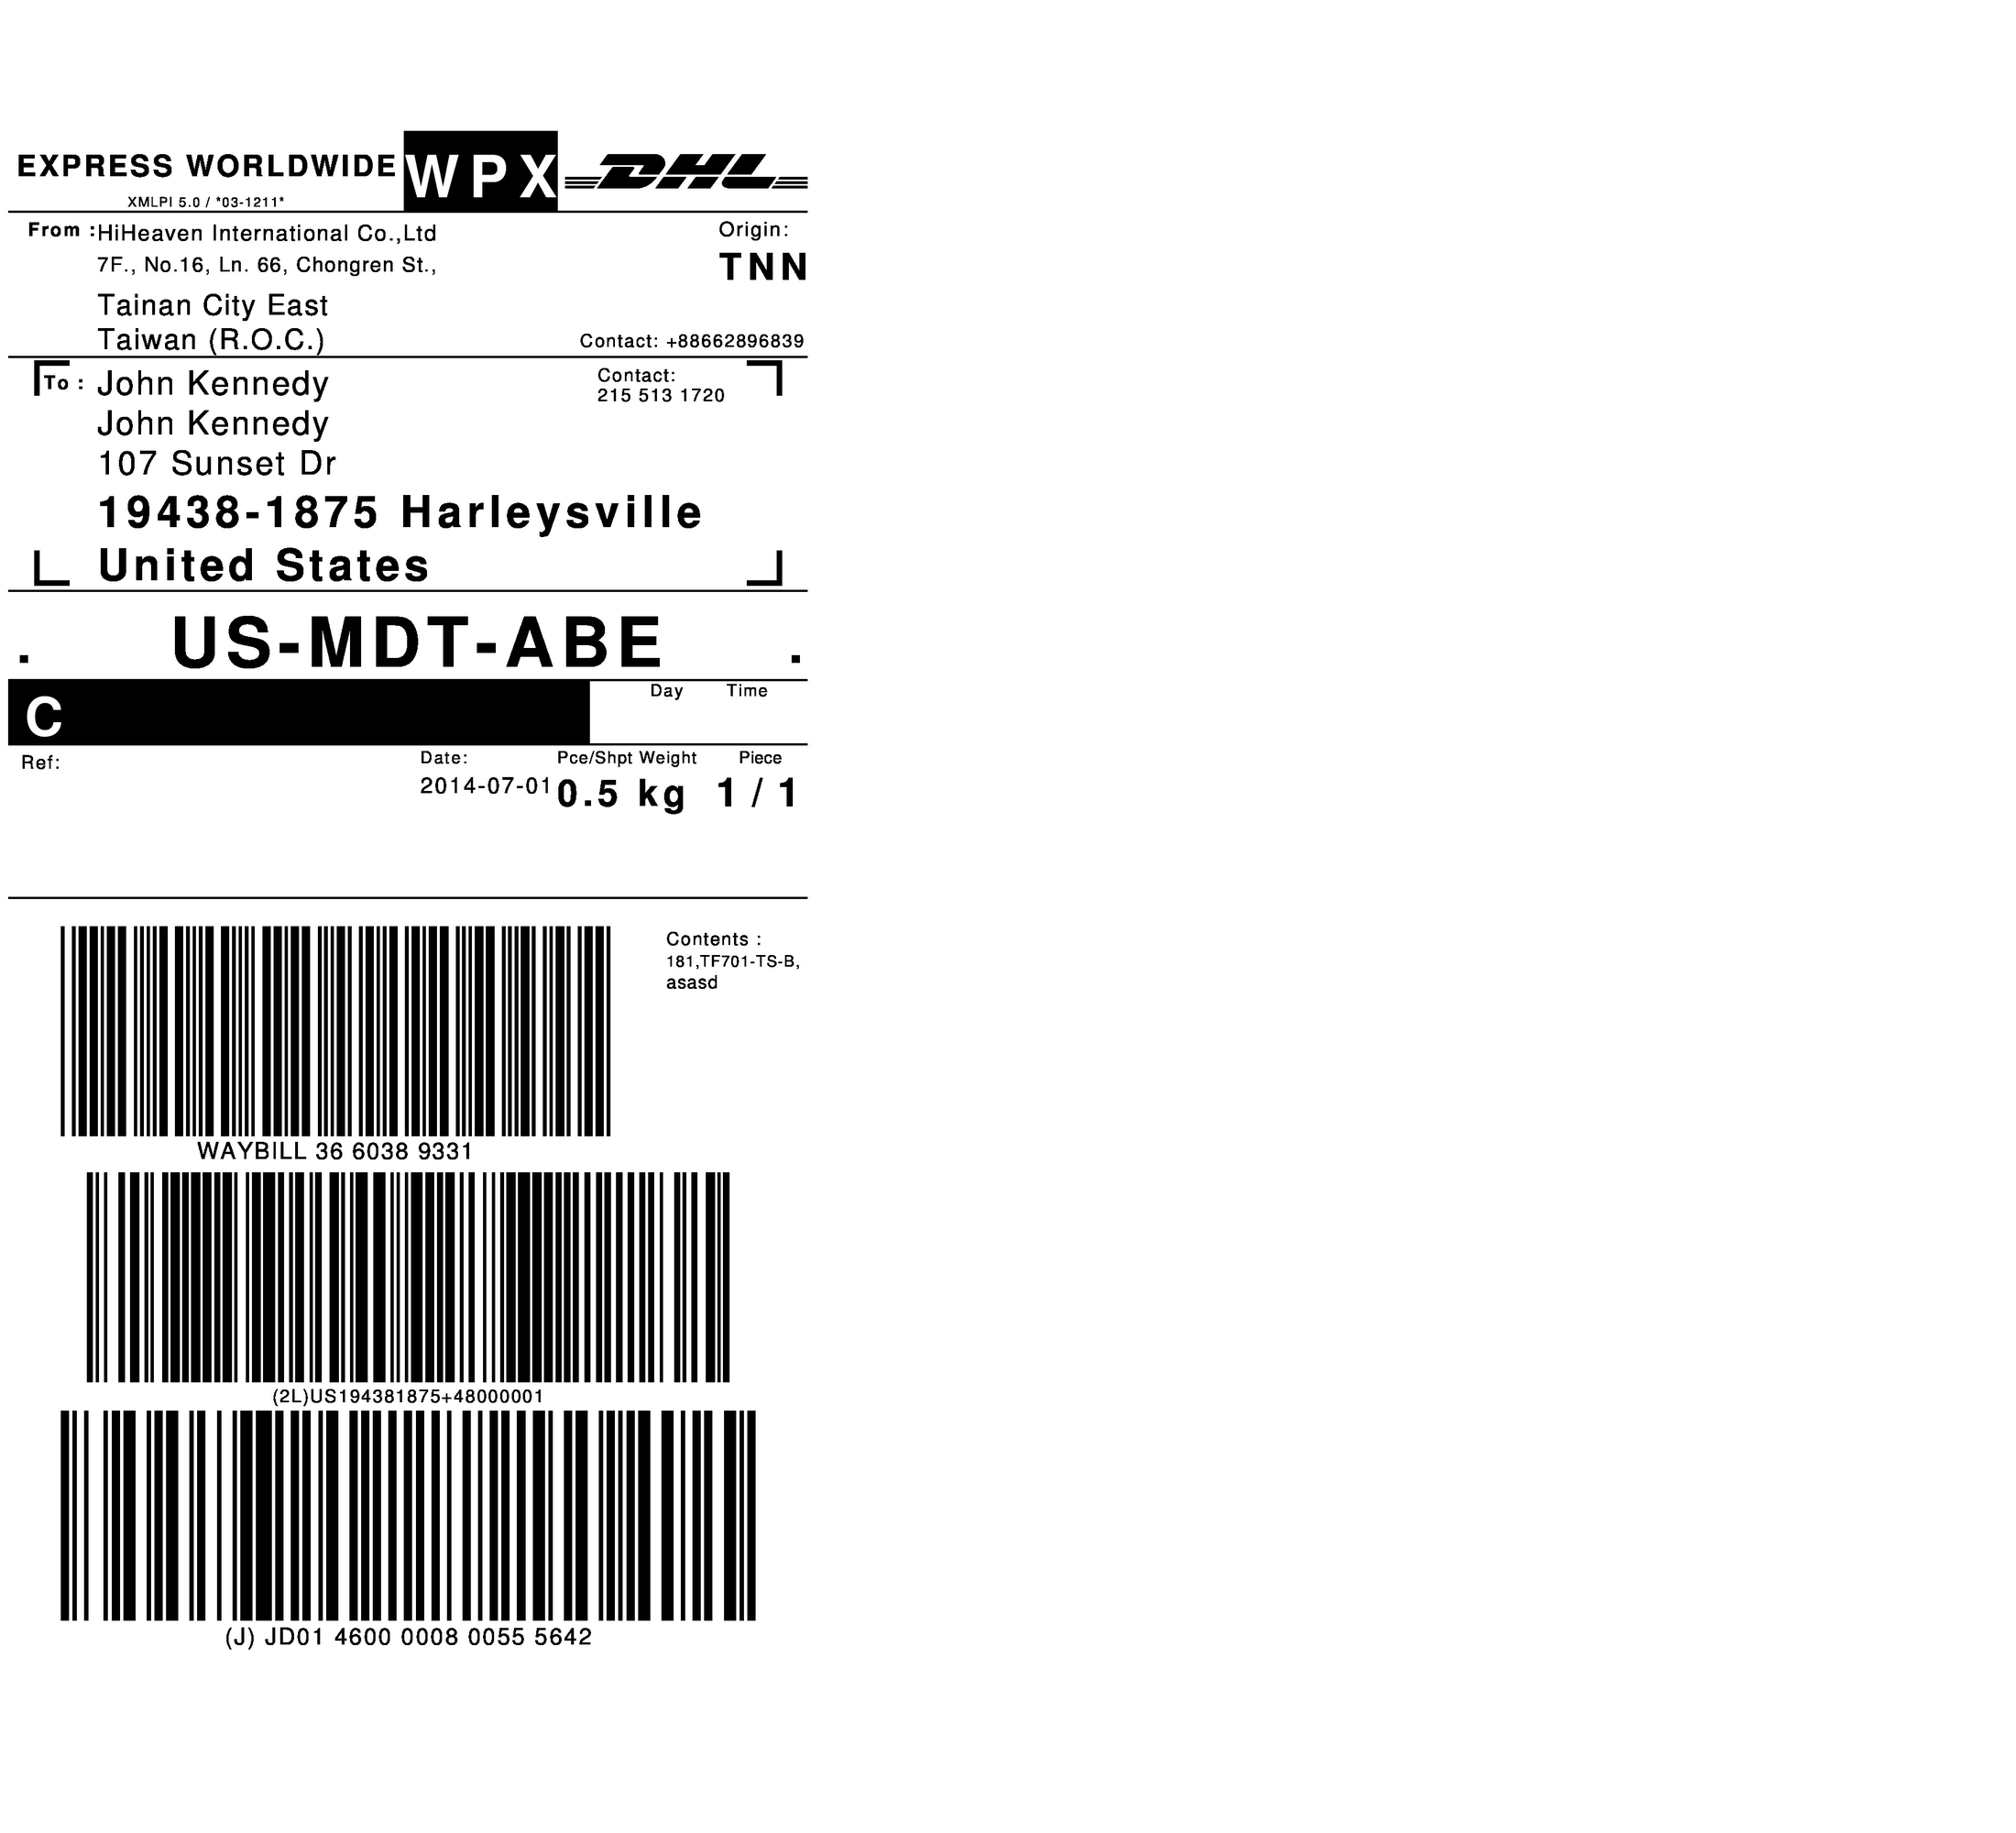 EXPRESS WORLDWIDE WPX DHL
XMLPI 5.0 / *03-1211*
From : HiHeaven International Co.,Ltd Origin:
7F., No.16, Ln. 66, Chongren St., TNN
Tainan City East
Taiwan (R.O.C.) Contact: +88662896839
To : John Kennedy Contact:
215 513 1720
John Kennedy
107 Sunset Dr
19438-1875 Harleysville
United States
. US-MDT-ABE .
C Day Time
Ref: Date: Pce/Shpt Weight Piece
2014-07-01 0.5 kg 1 / 1
Contents :
181,TF701-TS-B,
asasd
WAYBILL 36 6038 9331
(2L)US194381875+48000001
(J) JD01 4600 0008 0055 5642